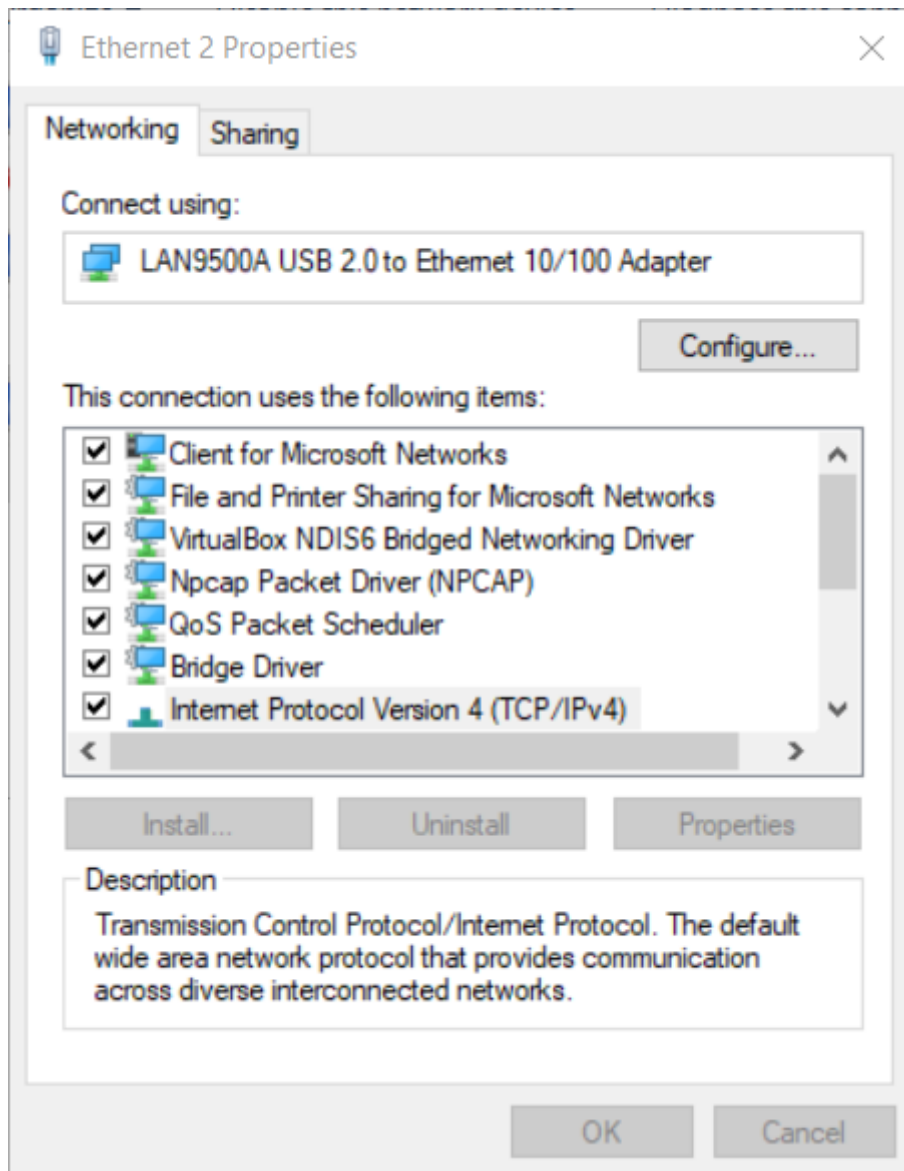 Ethernet 2 Properties
Networking
Sharing
Connect using:
LAN9500A USB 2.0 to Ethernet 10/100 Adapter
Configure...
This connection uses the following items:
Client for Microsoft Networks
File and Printer Sharing for Microsoft Networks
VirtualBox NDIS6 Bridged Networking Driver
Npcap Packet Driver (NPCAP)
QoS Packet Scheduler
Bridge Driver
Internet Protocol Version 4 (TCP/IPv4)
Install...
Uninstall
Properties
Description
Transmission Control Protocol/Internet Protocol. The default
wide area network protocol that provides communication
across diverse interconnected networks.
OK
Cancel